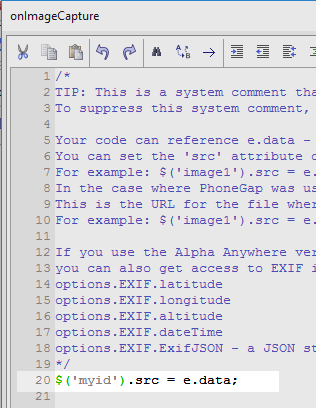 onImageCapture
1 /*
2 TIP: This is a system comment tha
3 To suppress this comment,
4
5 Your code can reference e.data -
6 You can set the 'src' attribute o
7 For example: $('image1').src = e.
8 In the case where PhoneGap was us
9 This is the URL for the file wher
10 For example: $('image1').src = e.
11
12 If you use the Alpha Anywhere ver
13 you can also get access to EXIF i
14 options.EXIF.latitude
15 options.EXIF.longitude
16 options.EXIF.altitude
17 options.EXIF.dateTime
18 options.EXIF.ExifJSON - a JSON st
19 */
20 $('myid').src = e.data;
21